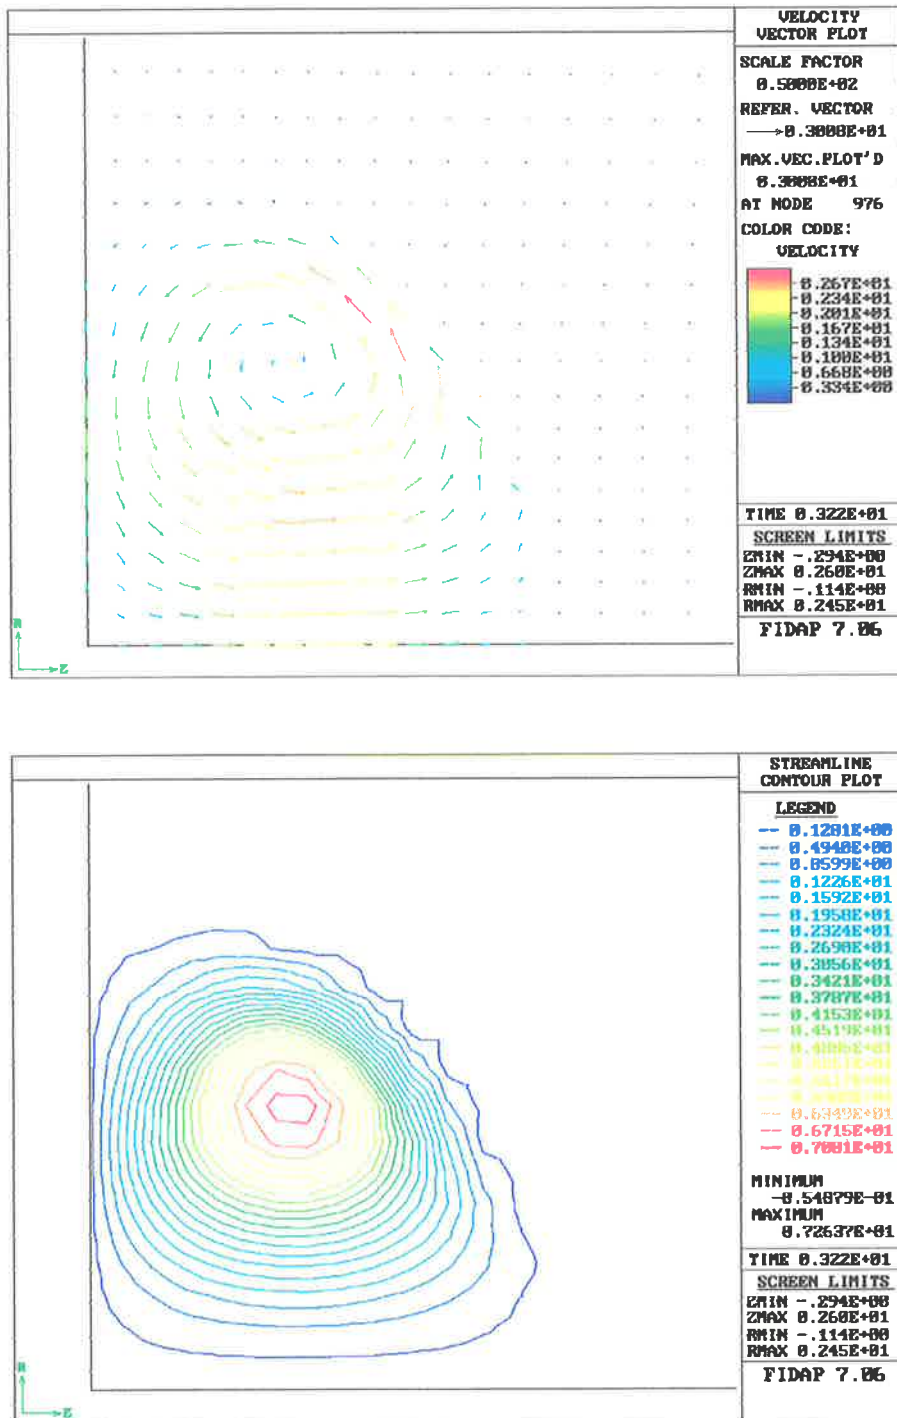 VELOCITY
VECTOR PLOT
SCALE FACTOR
0.5000E+02
REFER. VECTOR
0.3008E+01
MAX.VEC.PLOT'D
0.3008E+01
AT NODE 976
COLOR CODE:
VELOCITY
0.267E+01
0.234E+01
0.201E+01
0.167E+01
0.134E+01
0.100E+01
0.668E+00
0.334E+00
TIME 0.322E+01
SCREEN LIMITS
ZMIN -.294E+00
ZMAX 0.260E+01
RMIN -.114E+00
RMAX 0.245E+01
FIDAP 7.06
R
Z
STREAMLINE
CONTOUR PLOT
LEGEND
0.1281E+00
0.4940E+00
0.8599E+00
0.1226E+01
0.1592E+01
0.1958E+01
0.2324E+01
0.2690E+01
0.3056E+01
0.3421E+01
0.3787E+01
0.4153E+01
0.4519E+01
0.6349E+01
0.6715E+01
0.7081E+01
MINIMUM
-0.54879E-01
MAXIMUM
0.72637E+01
TIME 0.322E+01
SCREEN LIMITS
ZMIN -.294E+00
ZMAX 0.260E+01
RMIN -.114E+00
RMAX 0.245E+01
FIDAP 7.06
R
Z